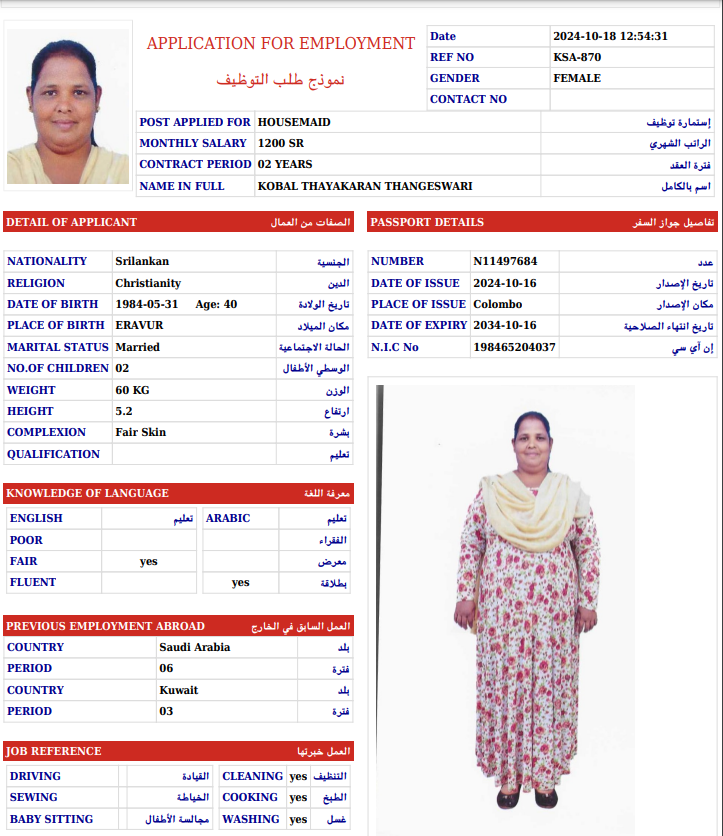 APPLICATION FOR EMPLOYMENT
نموذج طلب التوظيف
Date 2024-10-18 12:54:31
REF NO KSA-870
GENDER FEMALE
CONTACT NO
POST APPLIED FOR HOUSEMAID إستمارة توظيف
MONTHLY SALARY 1200 SR الراتب الشهري
CONTRACT PERIOD 02 YEARS فترة العقد
NAME IN FULL KOBAL THAYAKARAN THANGESWARI اسم بالكامل
DETAIL OF APPLICANT الصفات من العمال
NATIONALITY Srilankan الجنسية
RELIGION Christianity الدين
DATE OF BIRTH 1984-05-31 Age: 40 تاريخ الولادة
PLACE OF BIRTH ERAVUR مكان الميلاد
MARITAL STATUS Married الحالة الاجتماعية
NO.OF CHILDREN 02 الوسطي الأطفال
WEIGHT 60 KG الوزن
HEIGHT 5.2 ارتفاع
COMPLEXION Fair Skin بشرة
QUALIFICATION تعليم
PASSPORT DETAILS تفاصيل جواز السفر
NUMBER N11497684 عدد
DATE OF ISSUE 2024-10-16 تاريخ الإصدار
PLACE OF ISSUE Colombo مكان الإصدار
DATE OF EXPIRY 2034-10-16 تاريخ انتهاء الصلاحية
N.I.C No 198465204037 إن آي سي
KNOWLEDGE OF LANGUAGE معرفة اللغة
ENGLISH تعليم ARABIC تعليم
POOR الفقراء
FAIR yes معرض
FLUENT yes بطلاقة
PREVIOUS EMPLOYMENT ABROAD العمل السابق في الخارج
COUNTRY Saudi Arabia بلد
PERIOD 06 فترة
COUNTRY Kuwait بلد
PERIOD 03 فترة
JOB REFERENCE العمل خبرتها
DRIVING القيادة CLEANING yes التنظيف
SEWING الخياطة COOKING yes الطبخ
BABY SITTING مجالسة الأطفال WASHING yes غسل